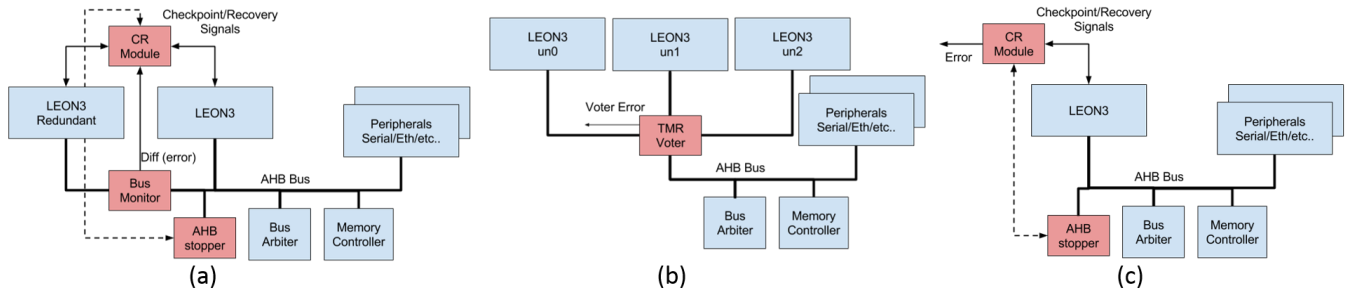 Checkpoint/Recovery
Signals
CR
Module
LEON3
Redundant
LEON3
Peripherals
Serial/Eth/etc..
Diff (error)
Bus
Monitor
AHB Bus
AHB
stopper
Bus
Arbiter
Memory
Controller
(a)
LEON3
un0
LEON3
un1
LEON3
un2
Peripherals
Serial/Eth/etc..
Voter Error
TMR
Voter
AHB Bus
Bus
Arbiter
Memory
Controller
(b)
Checkpoint/Recovery
Signals
CR
Module
Error
LEON3
Peripherals
Serial/Eth/etc..
AHB Bus
AHB
stopper
Bus
Arbiter
Memory
Controller
(c)